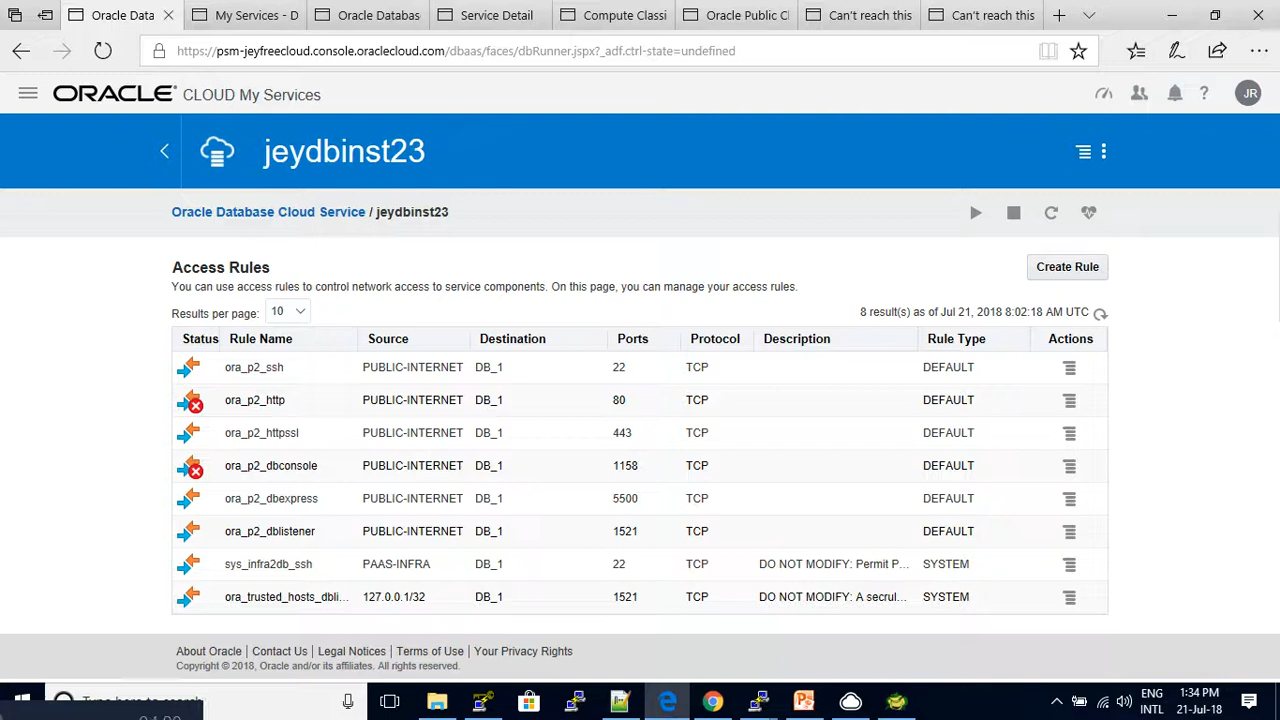 Oracle Data
My Services - D
Oracle Databas
Service Detail
Compute Classi
Oracle Public Cl
Can't reach this
Can't reach this
https://psm-jeyfreecloud.console.oraclecloud.com/dbaas/faces/dbRunner.jspx?_adf.ctrl-state=undefined
ORACLE CLOUD My Services
JR
jeydbinst23
Oracle Database Cloud Service / jeydbinst23
Access Rules
Create Rule
You can use access rules to control network access to service components. On this page, you can manage your access rules.
Results per page: 10
8 result(s) as of Jul 21, 2018 8:02:18 AM UTC
Status Rule Name Source Destination Ports Protocol Description Rule Type Actions
ora_p2_ssh PUBLIC-INTERNET DB_1 22 TCP DEFAULT
ora_p2_http PUBLIC-INTERNET DB_1 80 TCP DEFAULT
ora_p2_httpssl PUBLIC-INTERNET DB_1 443 TCP DEFAULT
ora_p2_dbconsole PUBLIC-INTERNET DB_1 1158 TCP DEFAULT
ora_p2_dbexpress PUBLIC-INTERNET DB_1 5500 TCP DEFAULT
ora_p2_dblistener PUBLIC-INTERNET DB_1 1521 TCP DEFAULT
sys_infra2db_ssh PAAS-INFRA DB_1 22 TCP DO NOT MODIFY: Permit P... SYSTEM
ora_trusted_hosts_dbli... 127.0.0.1/32 DB_1 1521 TCP DO NOT MODIFY: A secrul... SYSTEM
About Oracle | Contact Us | Legal Notices | Terms of Use | Your Privacy Rights
Copyright © 2018, Oracle and/or its affiliates. All rights reserved.
Type here to search
ENG
INTL
1:34 PM
21-Jul-18